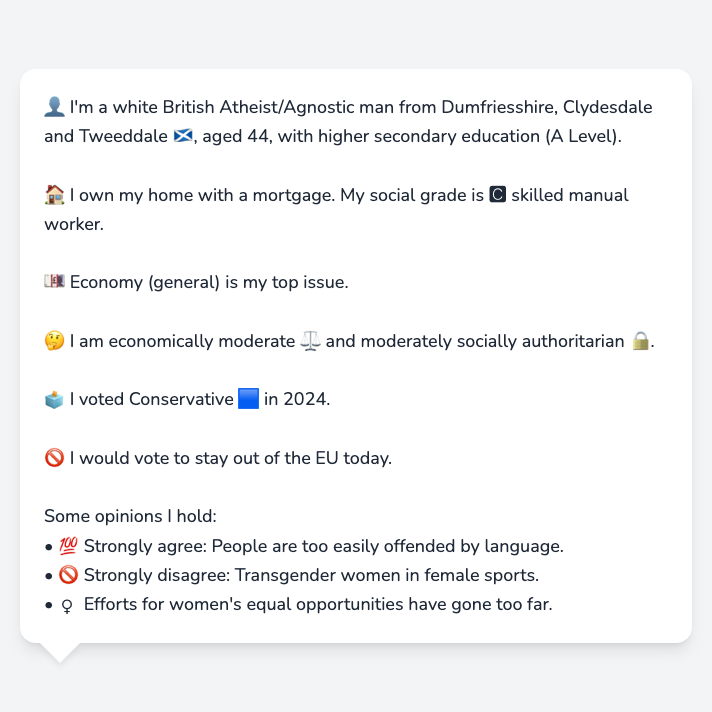 👤 I'm a white British Atheist/Agnostic man from Dumfriesshire, Clydesdale
and Tweeddale 🏴󠁧󠁢󠁳󠁣󠁴󠁿, aged 44, with higher secondary education (A Level).
🏠 I own my home with a mortgage. My social grade is 🅲 skilled manual
worker.
💷 Economy (general) is my top issue.
🤔 I am economically moderate ⚖️ and moderately socially authoritarian 🔒.
🗳️ I voted Conservative 🟦 in 2024.
🚫 I would vote to stay out of the EU today.
Some opinions I hold:
• 💯 Strongly agree: People are too easily offended by language.
• 🚫 Strongly disagree: Transgender women in female sports.
• ♀ Efforts for women's equal opportunities have gone too far.